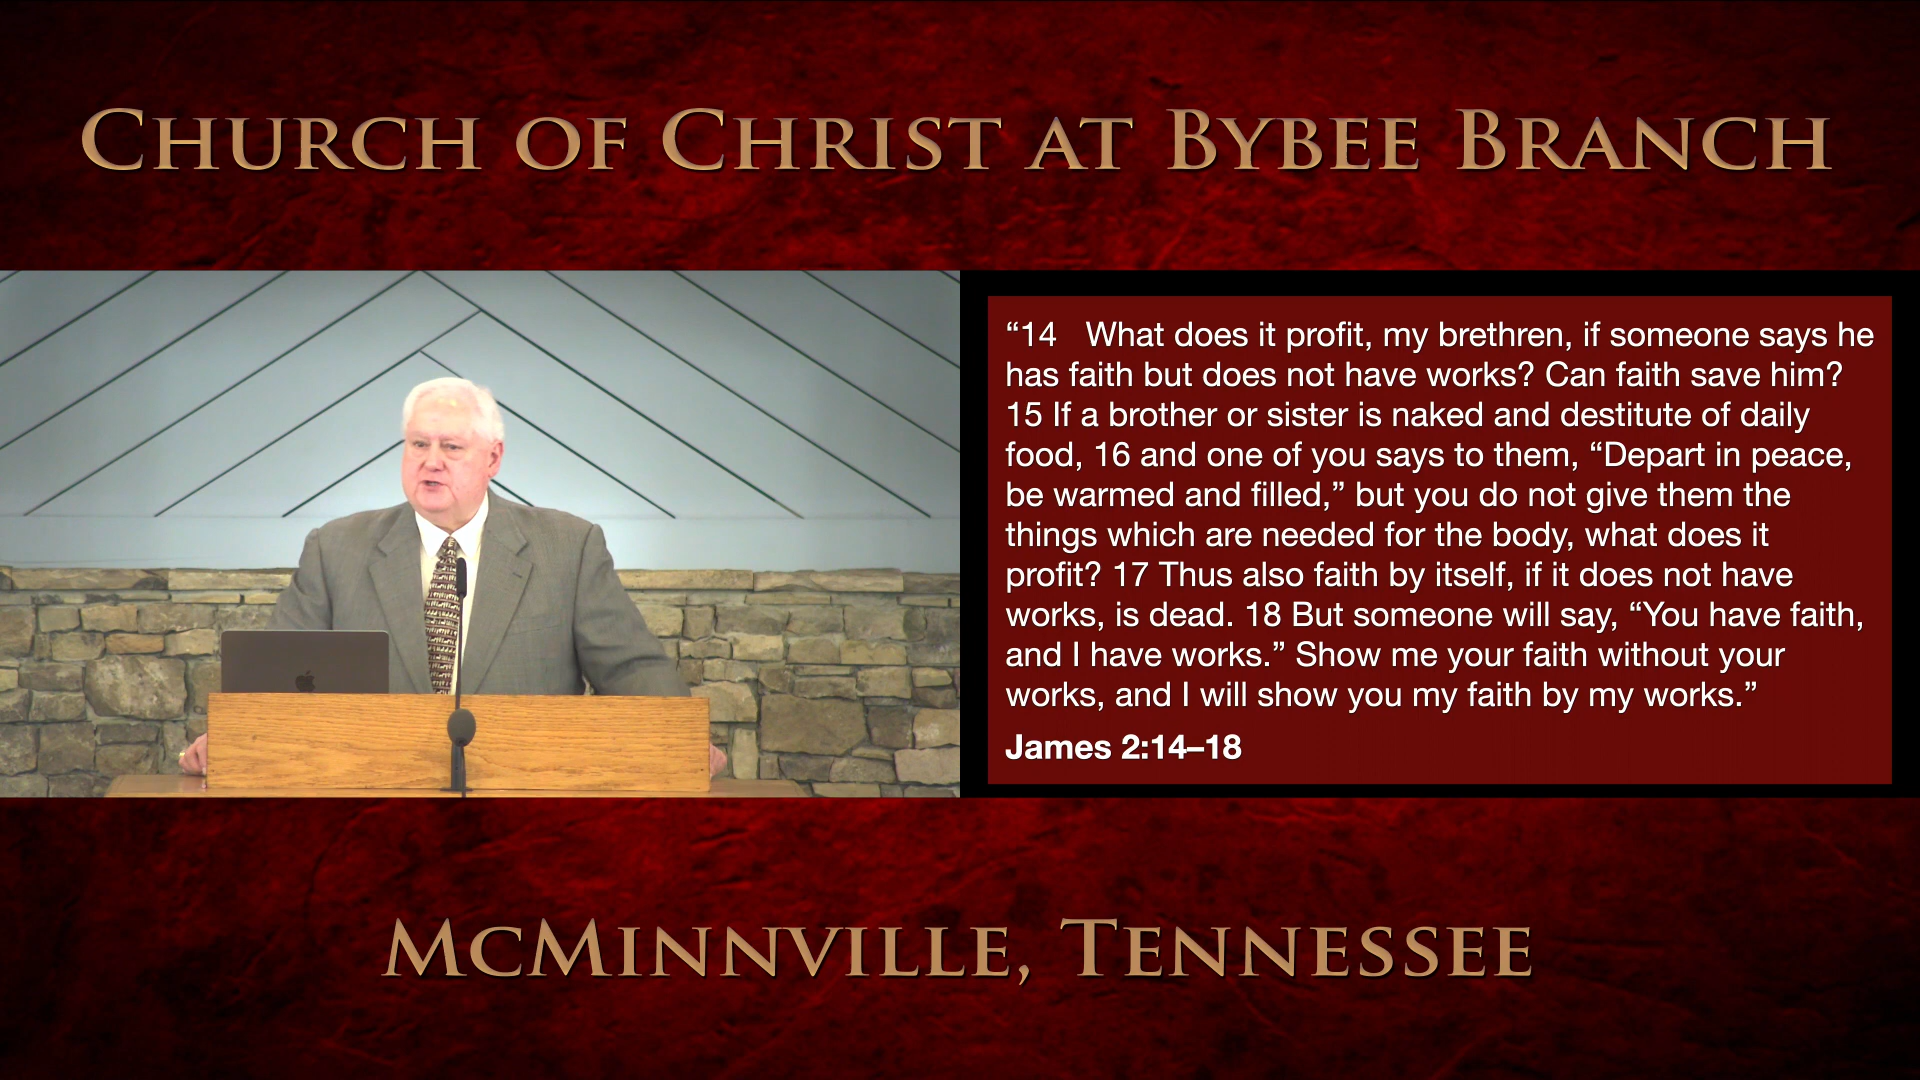 CHURCH OF CHRIST AT BYBEE BRANCH
“14   What does it profit, my brethren, if someone says he
has faith but does not have works? Can faith save him?
15 If a brother or sister is naked and destitute of daily
food, 16 and one of you says to them, “Depart in peace,
be warmed and filled,” but you do not give them the
things which are needed for the body, what does it
profit? 17 Thus also faith by itself, if it does not have
works, is dead. 18 But someone will say, “You have faith,
and I have works.” Show me your faith without your
works, and I will show you my faith by my works.”
James 2:14–18
MCMINNVILLE, TENNESSEE